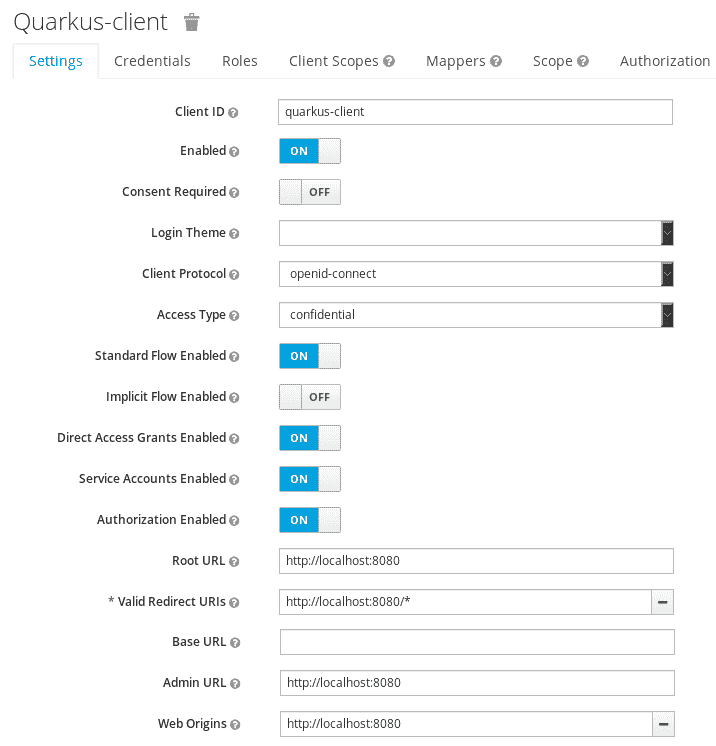 Quarkus-client
Settings Credentials Roles Client Scopes Mappers Scope Authorization
Client ID quarkus-client
Enabled ON
Consent Required OFF
Login Theme
Client Protocol openid-connect
Access Type confidential
Standard Flow Enabled ON
Implicit Flow Enabled OFF
Direct Access Grants Enabled ON
Service Accounts Enabled ON
Authorization Enabled ON
Root URL http://localhost:8080
* Valid Redirect URIs http://localhost:8080/*
Base URL
Admin URL http://localhost:8080
Web Origins http://localhost:8080